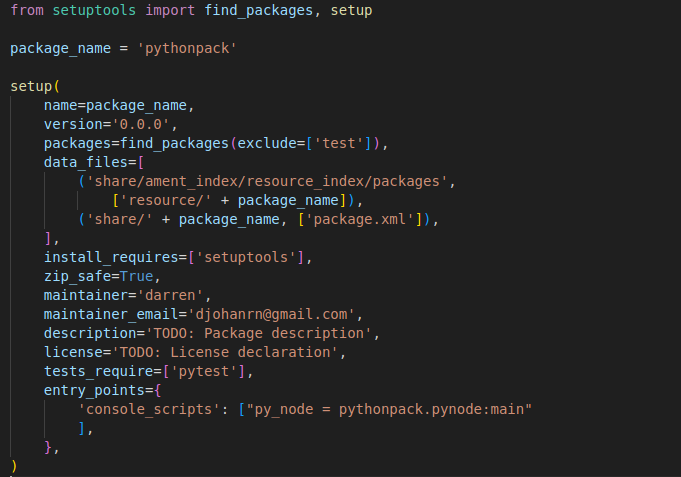 from setuptools import find_packages, setup

package_name = 'pythonpack'

setup(
    name=package_name,
    version='0.0.0',
    packages=find_packages(exclude=['test']),
    data_files=[
        ('share/ament_index/resource_index/packages',
            ['resource/' + package_name]),
        ('share/' + package_name, ['package.xml']),
    ],
    install_requires=['setuptools'],
    zip_safe=True,
    maintainer='darren',
    maintainer_email='djohanrn@gmail.com',
    description='TODO: Package description',
    license='TODO: License declaration',
    tests_require=['pytest'],
    entry_points={
        'console_scripts': ["py_node = pythonpack.pynode:main"
        ],
    },
)